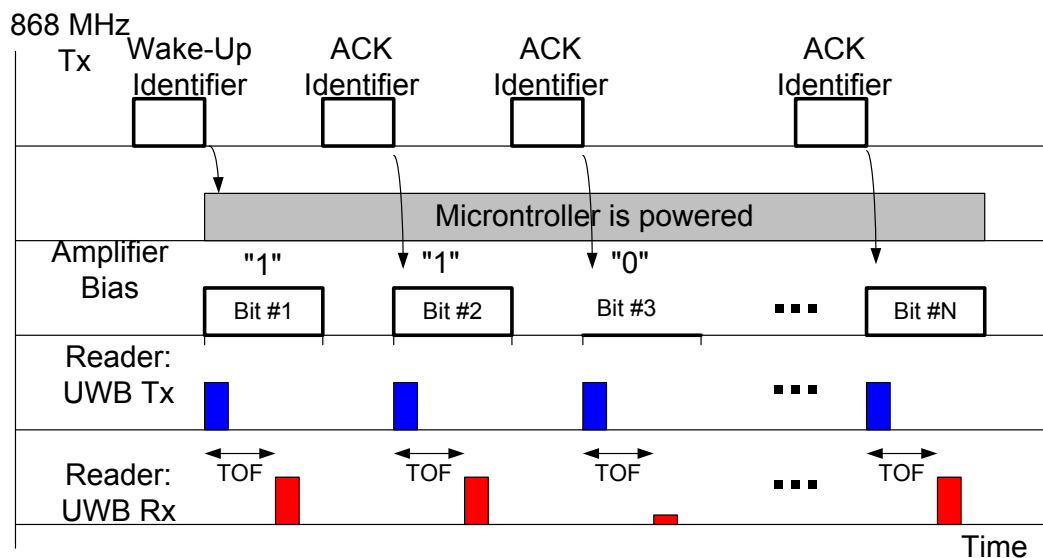 868 MHz
Tx
Wake-Up
Identifier
ACK
Identifier
ACK
Identifier
ACK
Identifier
Microntroller is powered
Amplifier
Bias
"1"
"1"
"0"
Bit #1
Bit #2
Bit #3
Bit #N
Reader:
UWB Tx
Reader:
UWB Rx
TOF
TOF
TOF
TOF
Time